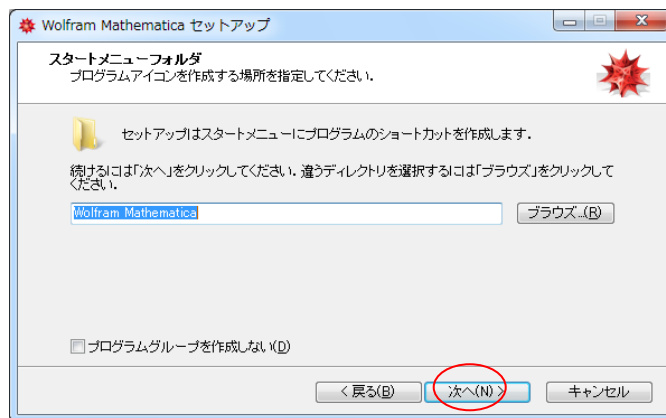 Wolfram Mathematica セットアップ
スタートメニューフォルダ
プログラムアイコンを作成する場所を指定してください.
セットアップはスタートメニューにプログラムのショートカットを作成します.
続けるには「次へ」をクリックしてください. 違うディレクトリを選択するには「ブラウズ」をクリックして
ください.
Wolfram Mathematica
ブラウズ...(R)
プログラムグループを作成しない(D)
< 戻る(B)
次へ(N) >
キャンセル